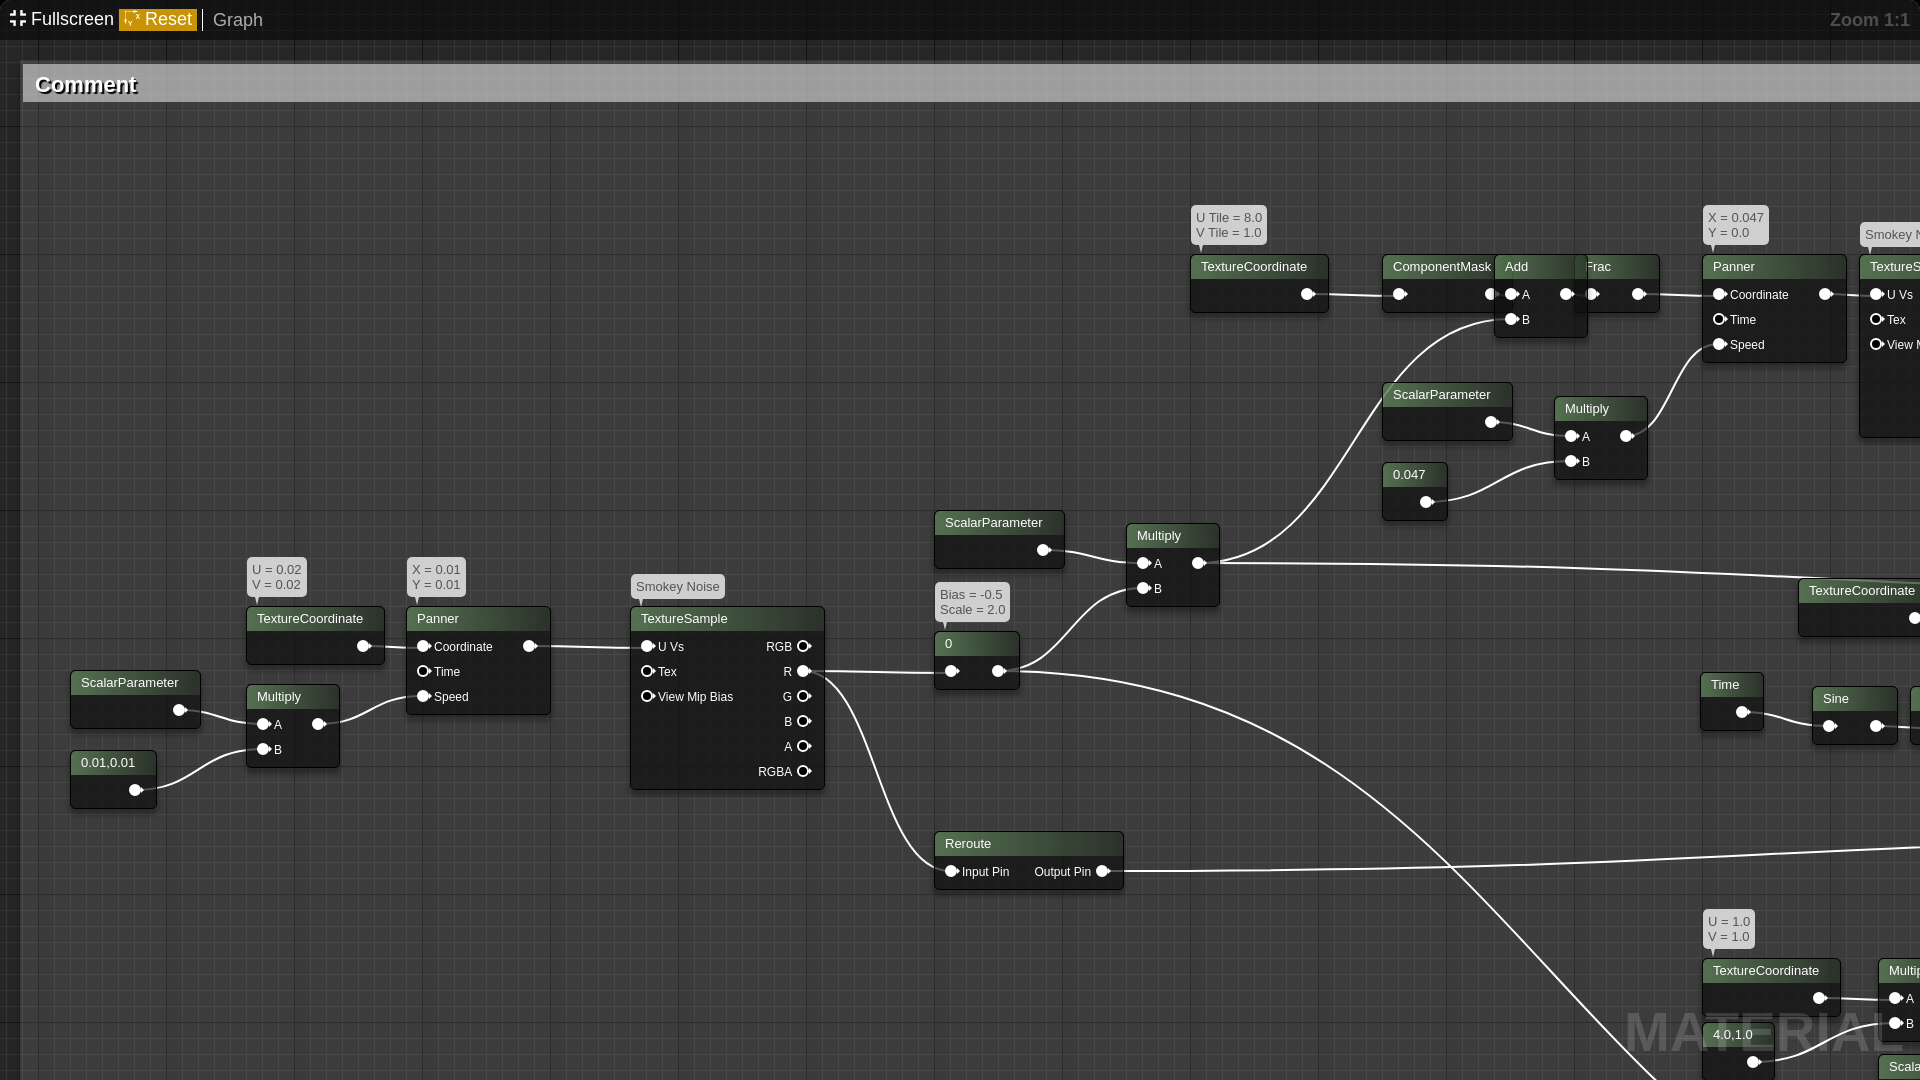 Fullscreen Reset Graph
Zoom 1:1
Comment
U Tile = 8.0
V Tile = 1.0
X = 0.047
Y = 0.0
Smokey N
TextureCoordinate
ComponentMask
Add
Frac
Panner
TextureS
A
Coordinate
U Vs
B
Time
Tex
Speed
View M
ScalarParameter
Multiply
A
B
0.047
ScalarParameter
Multiply
A
B
U = 0.02
V = 0.02
X = 0.01
Y = 0.01
Smokey Noise
Bias = -0.5
Scale = 2.0
TextureCoordinate
TextureCoordinate
Panner
TextureSample
0
Coordinate
U Vs
RGB
Time
Tex
R
Speed
View Mip Bias
G
B
A
RGBA
ScalarParameter
Multiply
A
B
0.01,0.01
Time
Sine
Reroute
Input Pin
Output Pin
U = 1.0
V = 1.0
TextureCoordinate
Multip
A
B
4.0,1.0
MATERIAL
Scala